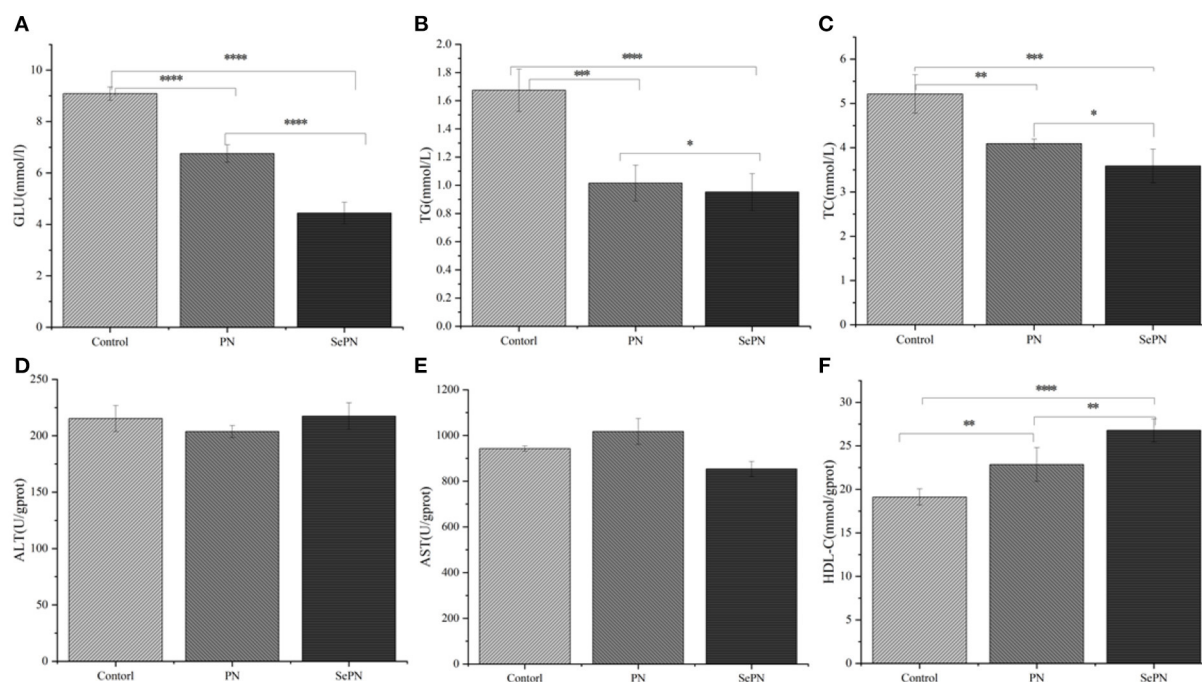 A
GLU(mmol/l)
10
8
6
4
2
0
****
****
****
Control
PN
SePN
B
TG(mmol/L)
2.0
1.8
1.6
1.4
1.2
1.0
0.8
0.6
0.4
0.2
0.0
****
***
*
Contorl
PN
SePN
C
TC(mmol/L)
6
5
4
3
2
1
0
***
**
*
Control
PN
SePN
D
ALT(U/gprot)
250
200
150
100
50
0
Contorl
PN
SePN
E
AST(U/gprot)
1200
1000
800
600
400
200
0
Contorl
PN
SePN
F
HDL-C(mmol/gprot)
30
25
20
15
10
5
0
****
**
**
Control
PN
SePN